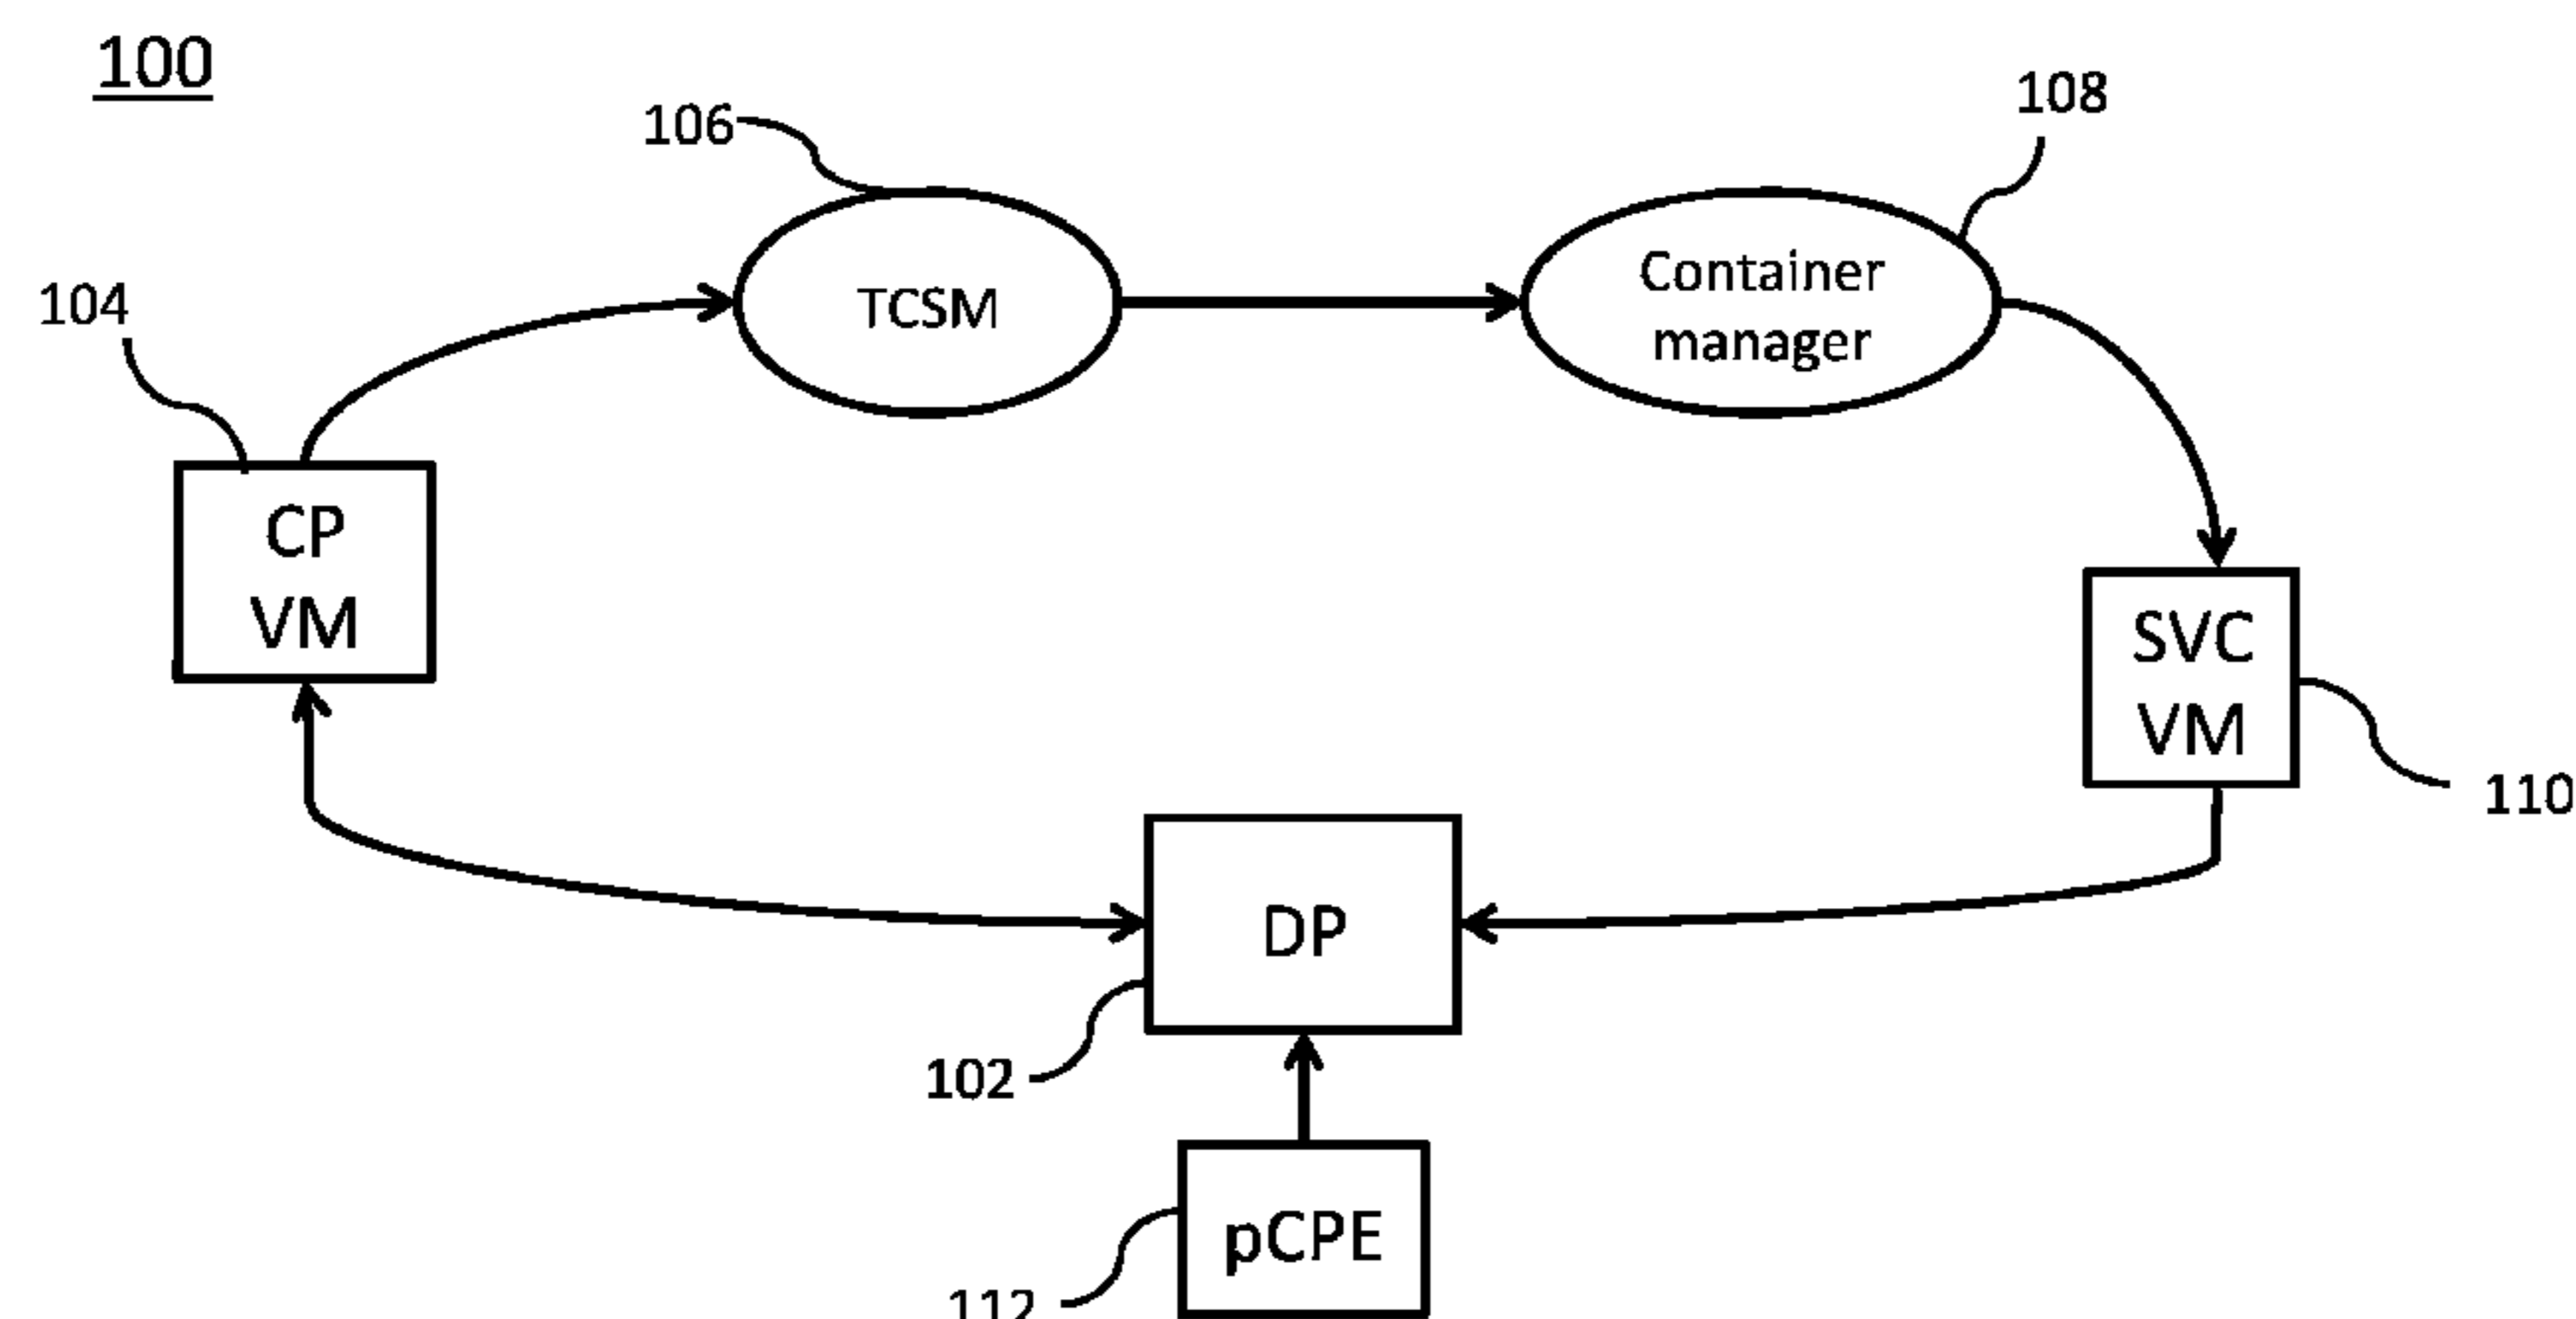 100
106
108
104
TCSM
Container
manager
CP
VM
SVC
VM
110
DP
102
pCPE
112